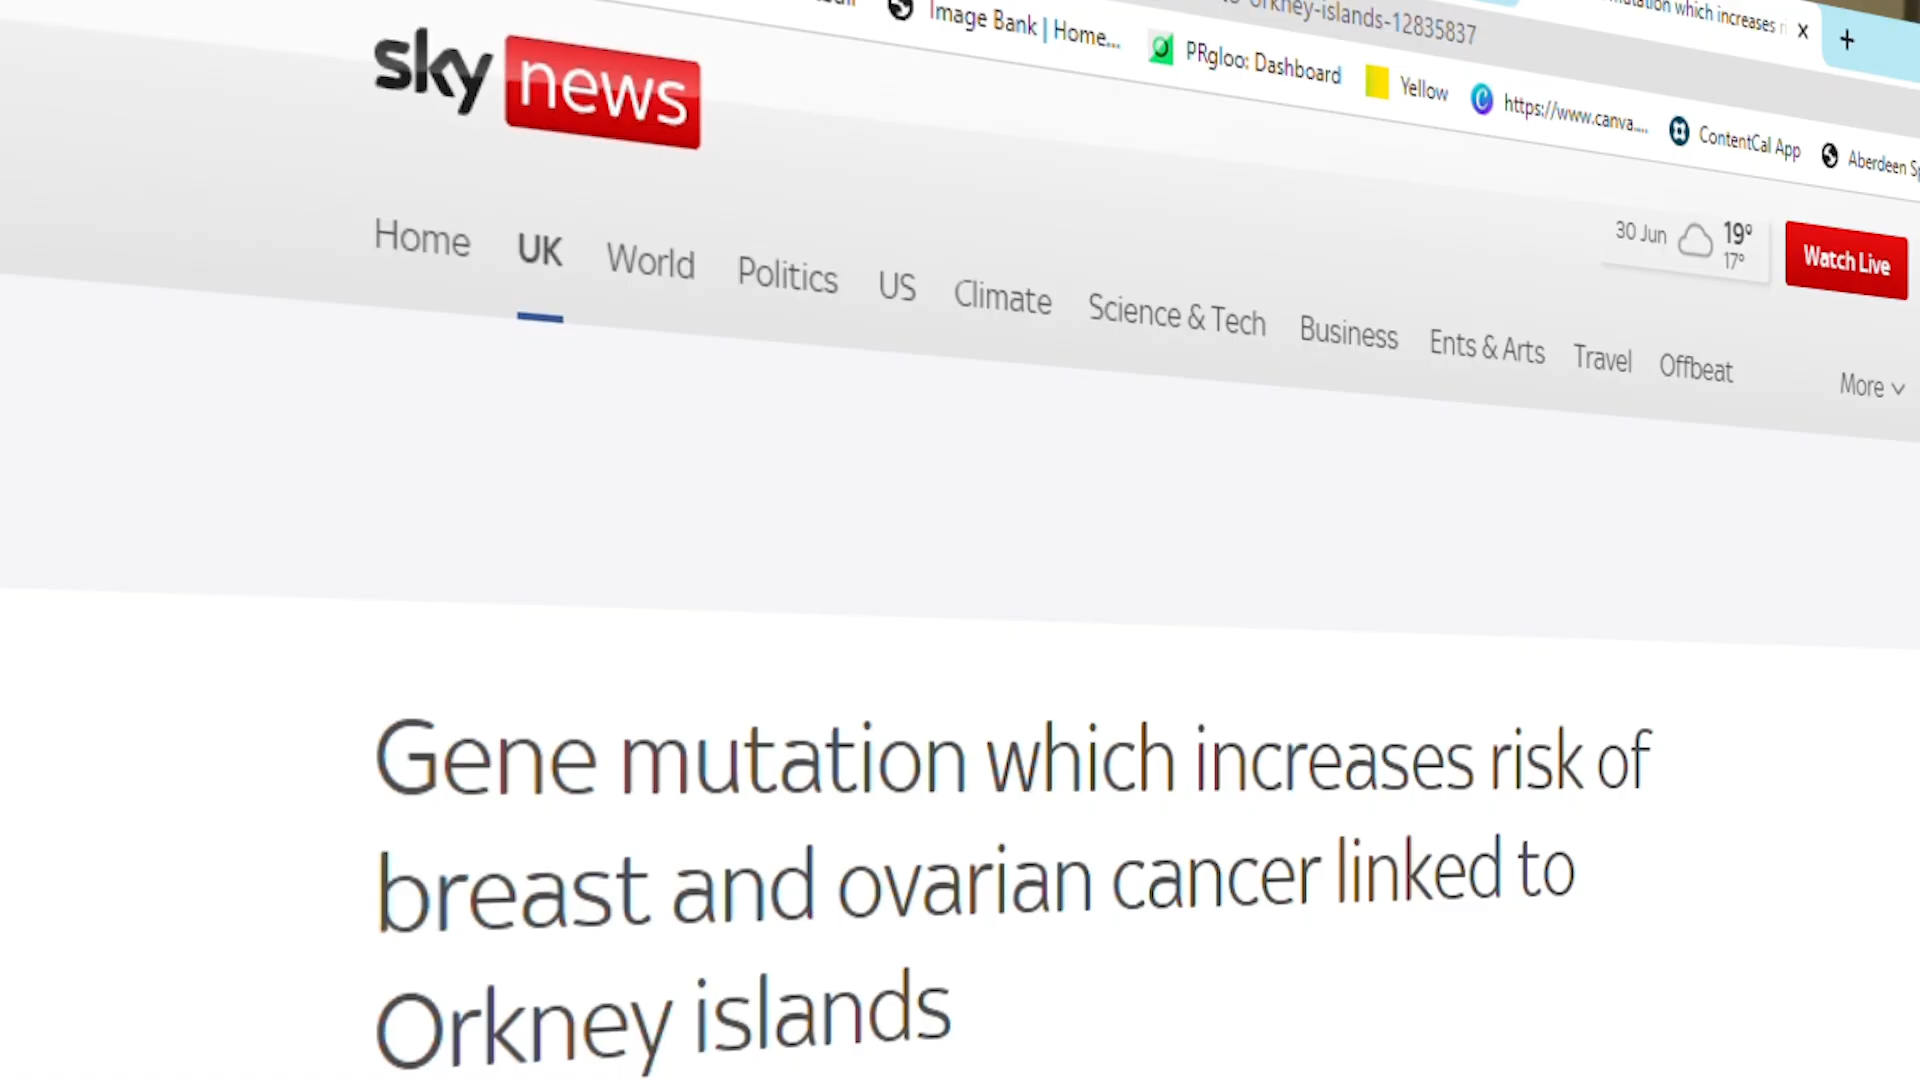 orkney-islands-12835837
which increases
Image Bank | Home...
PRgloo: Dashboard
Yellow
https://www.canva....
ContentCal App
Aberdeen
sky news
30 Jun
19°
17°
Watch Live
Home
UK
World
Politics
US
Climate
Science & Tech
Business
Ents & Arts
Travel
Offbeat
More
Gene mutation which increases risk of
breast and ovarian cancer linked to
Orkney islands